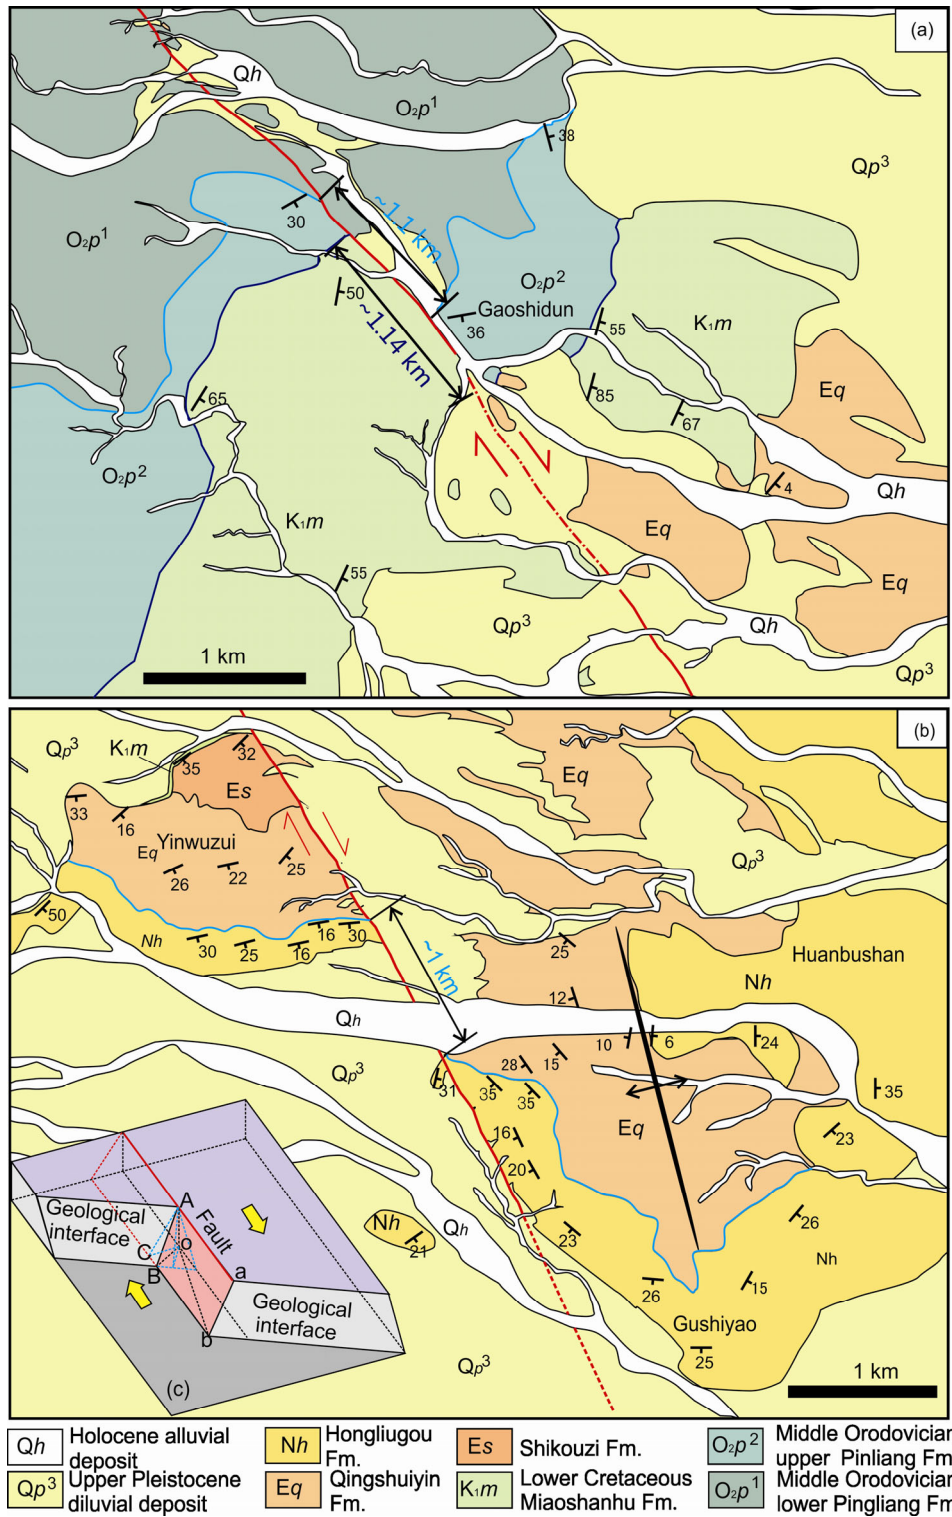 (a)
Qh
O₂p¹
38
Qp³
30
O₂p¹
~1.1 km
O₂p²
Gaoshidun
50
36
55
K₁m
~1.14 km
65
85
67
Eq
O₂p²
4
Qh
K₁m
Eq
55
Eq
Qp³
Qh
1 km
Qp³
(b)
Qp³
K₁m
35
32
Es
Eq
33
16
Yinwuzui
Eq
26
22
25
Qp³
50
Nh
30
25
16
16
30
~1 km
25
Huanbushan
Nh
12
Qh
10
6
24
Qp³
28
15
31
35
35
35
Eq
16
23
20
Geological
interface
A
Fault
C
o
B
a
b
Geological
interface
(c)
Nh
21
Qh
23
26
Nh
26
15
Gushiyao
25
Qp³
1 km
Qh Holocene alluvial deposit
Nh Hongliugou Fm.
Es Shikouzi Fm.
O₂p² Middle Orodovician upper Pinliang Fm
Qp³ Upper Pleistocene diluvial deposit
Eq Qingshuiyin Fm.
K₁m Lower Cretaceous Miaoshanhu Fm.
O₂p¹ Middle Orodovician lower Pingliang Fm